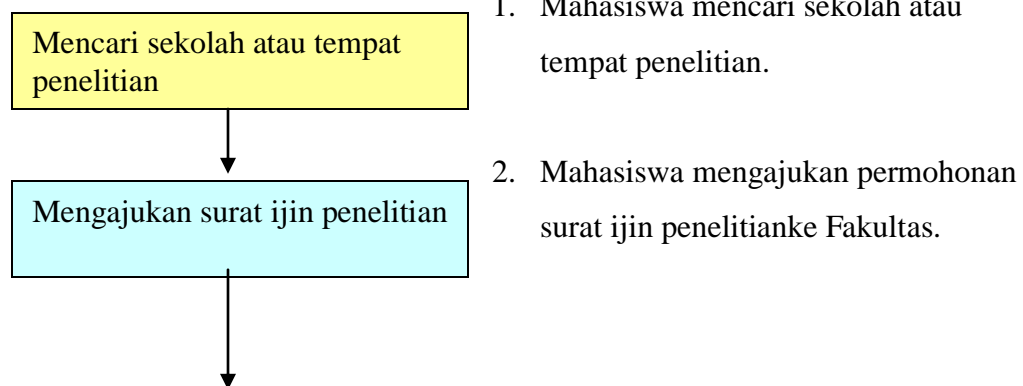 Mencari sekolah atau tempat
penelitian
1. Mahasiswa mencari sekolah atau
tempat penelitian.
Mengajukan surat ijin penelitian
2. Mahasiswa mengajukan permohonan
surat ijin penelitianke Fakultas.